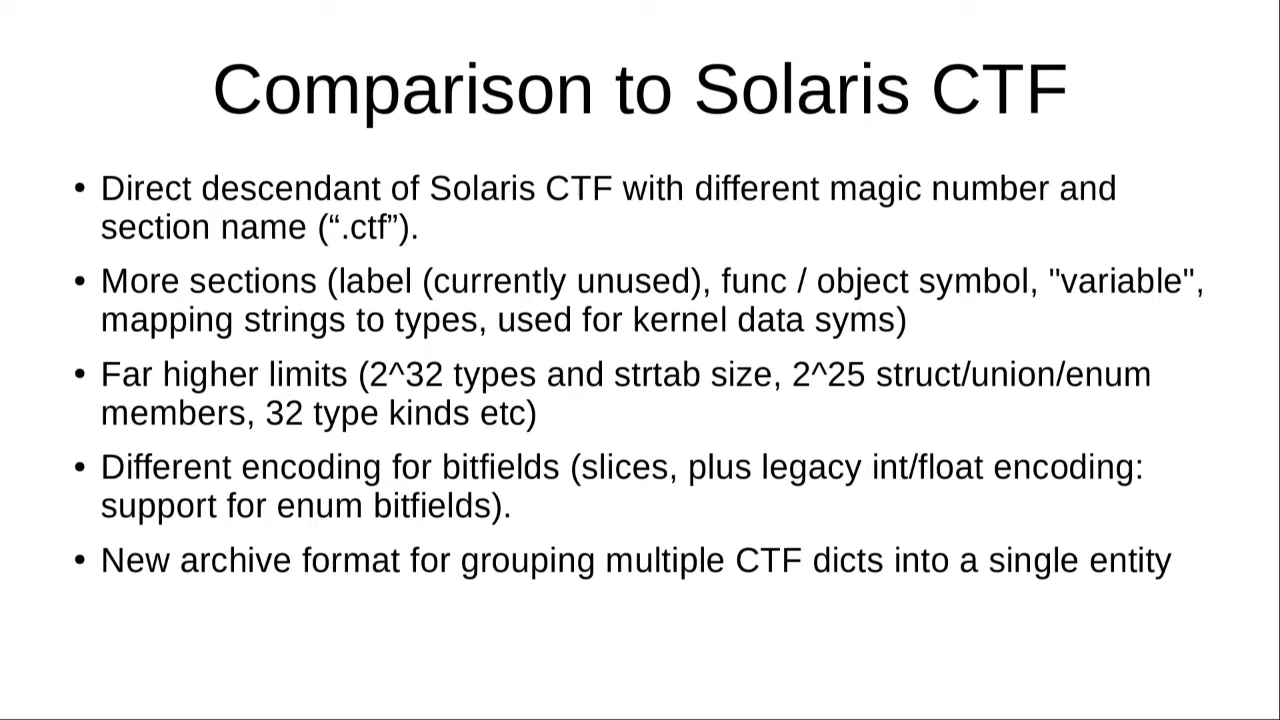 Comparison to Solaris CTF
• Direct descendant of Solaris CTF with different magic number and
section name (“.ctf”).
• More sections (label (currently unused), func / object symbol, "variable",
mapping strings to types, used for kernel data syms)
• Far higher limits (2^32 types and strtab size, 2^25 struct/union/enum
members, 32 type kinds etc)
• Different encoding for bitfields (slices, plus legacy int/float encoding:
support for enum bitfields).
• New archive format for grouping multiple CTF dicts into a single entity